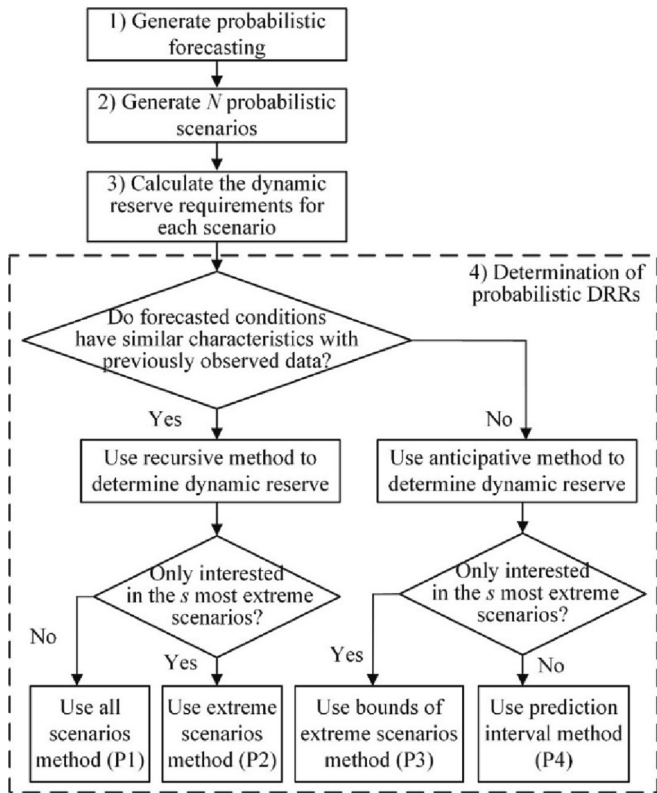 1) Generate probabilistic
forecasting
2) Generate N probabilistic
scenarios
3) Calculate the dynamic
reserve requirements for
each scenario
4) Determination of
probabilistic DRRs
Do forecasted conditions
have similar characteristics with
previously observed data?
Yes
No
Use recursive method to
determine dynamic reserve
Use anticipative method to
determine dynamic reserve
Only interested
in the s most extreme
scenarios?
Only interested
in the s most extreme
scenarios?
No
Yes
Yes
No
Use all
scenarios
method (P1)
Use extreme
scenarios
method (P2)
Use bounds of
extreme scenarios
method (P3)
Use prediction
interval method
(P4)